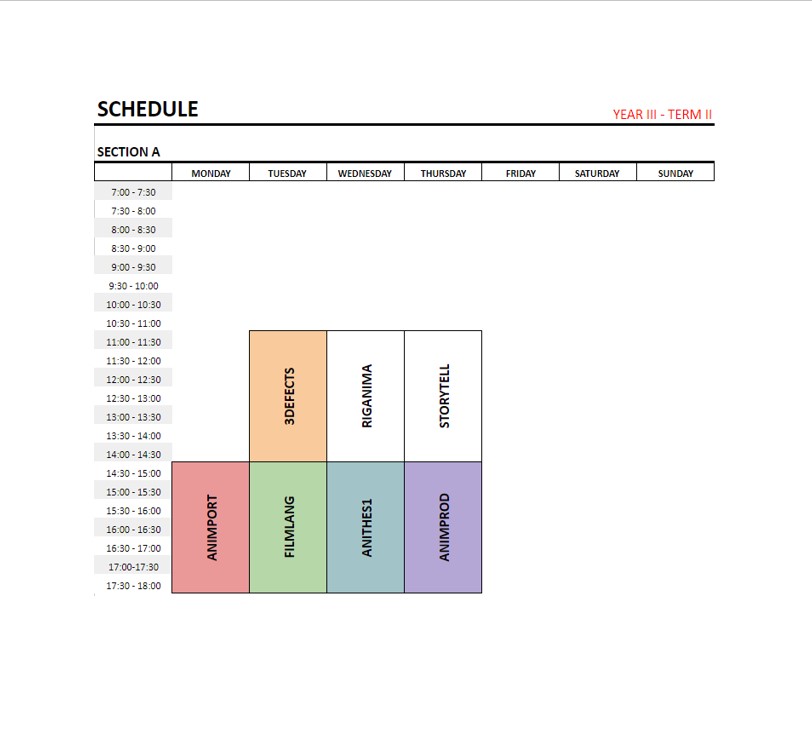 SCHEDULE
YEAR III - TERM II
SECTION A
MONDAY TUESDAY WEDNESDAY THURSDAY FRIDAY SATURDAY SUNDAY
7:00 - 7:30
7:30 - 8:00
8:00 - 8:30
8:30 - 9:00
9:00 - 9:30
9:30 - 10:00
10:00 - 10:30
10:30 - 11:00
11:00 - 11:30
11:30 - 12:00
12:00 - 12:30
12:30 - 13:00
13:00 - 13:30
13:30 - 14:00
14:00 - 14:30
14:30 - 15:00
15:00 - 15:30
15:30 - 16:00
16:00 - 16:30
16:30 - 17:00
17:00-17:30
17:30 - 18:00
3DEFECTS
RIGANIMA
STORYTELL
ANIMPORT
FILMLANG
ANITHES1
ANIMPROD